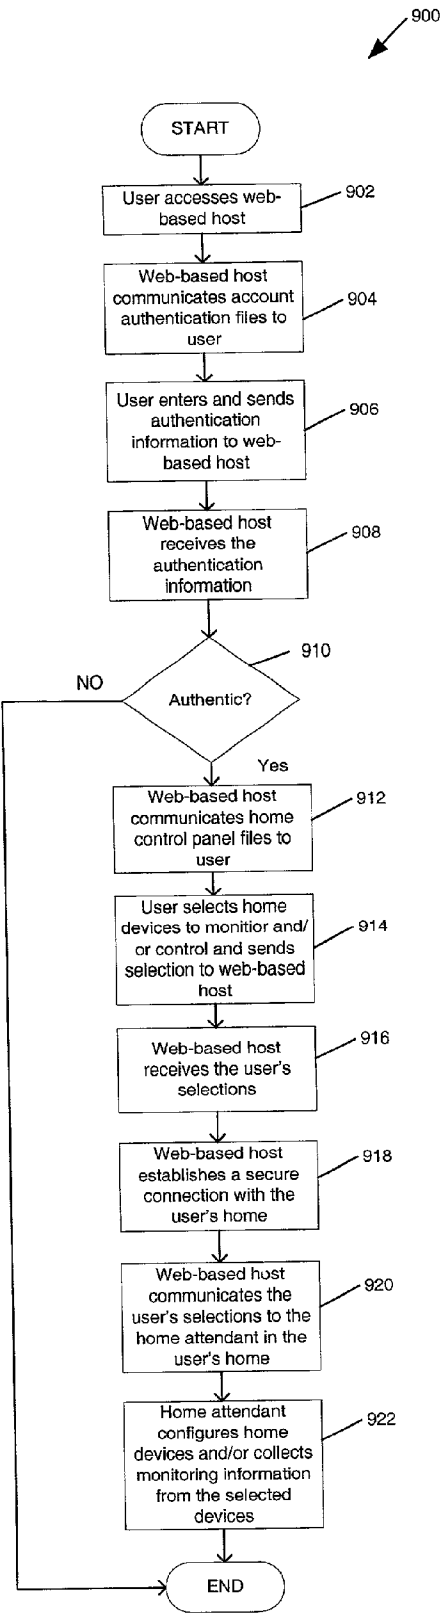 900
START
User accesses web-
based host
902
Web-based host
communicates account
authentication files to
user
904
User enters and sends
authentication
information to web-
based host
906
Web-based host
receives the
authentication
information
908
910
Authentic?
NO
Yes
Web-based host
communicates home
control panel files to
user
912
User selects home
devices to monitior and/
or control and sends
selection to web-based
host
914
Web-based host
receives the user's
selections
916
Web-based host
establishes a secure
connection with the
user's home
918
Web-based host
communicates the
user's selections to the
home attendant in the
user's home
920
Home attendant
configures home
devices and/or collects
monitoring information
from the selected
devices
922
END